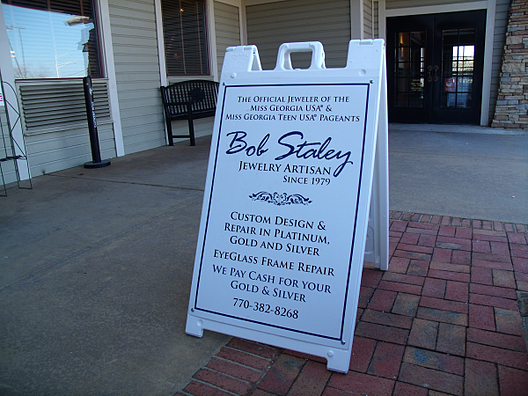 The Official Jeweler of the
Miss Georgia USA® &
Miss Georgia Teen USA® Pageants
Bob Staley
Jewelry Artisan
Since 1979
Custom Design &
Repair in Platinum,
Gold and Silver
EyeGlass Frame Repair
We Pay Cash for your
Gold & Silver
770-382-8268